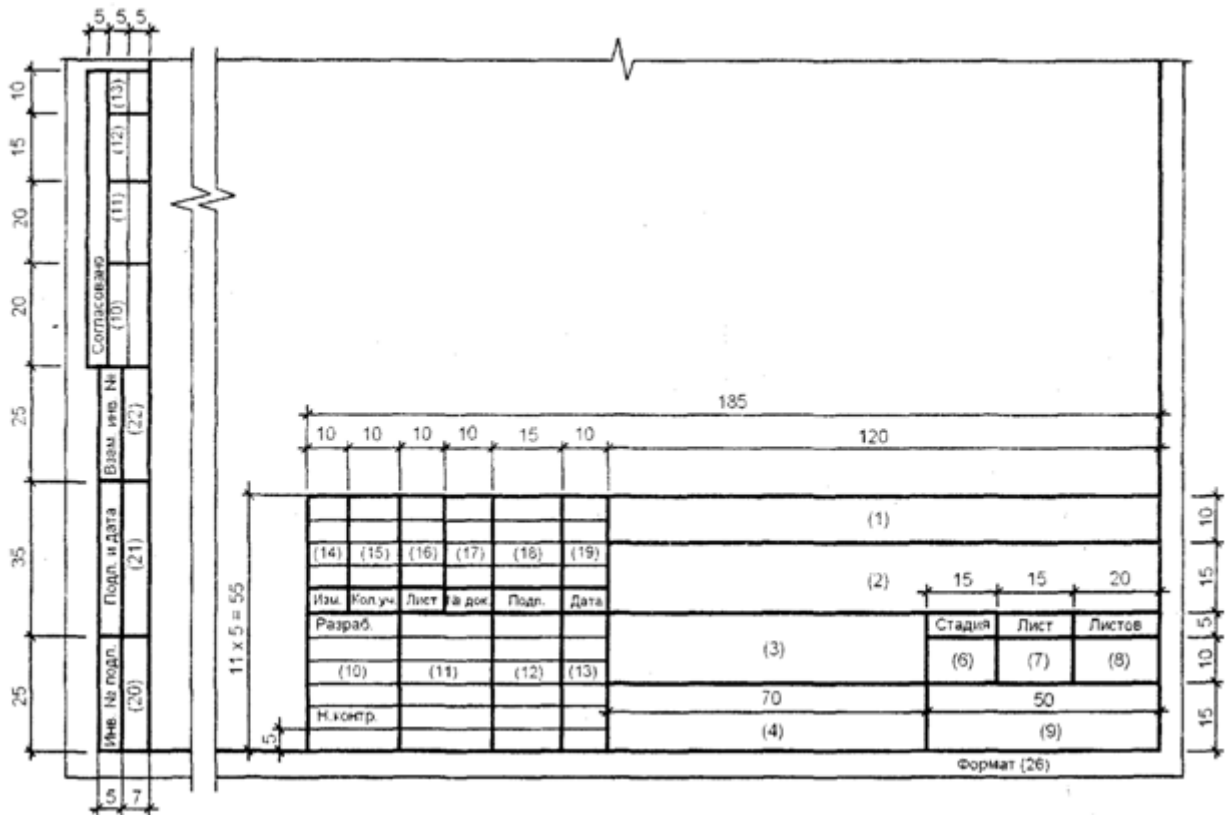 5 5 5
10
15
20
20
25
35
25
Согласовано
(13)
(12)
(11)
(10)
Взам. инв. №
(22)
Подп. и дата
(21)
Инв. № подл.
(20)
5 7
185
10 10 10 10 15 10 120
11 x 5 = 55
5
(1)
(14) (15) (16) (17) (18) (19)
(2)
15 15 20
Изм. Кол.уч. Лист № док. Подп. Дата
Разраб.
Стадия Лист Листов
(3)
(6) (7) (8)
(10) (11) (12) (13)
70 50
Н.контр.
(4) (9)
10
15
5
10
15
Формат (26)